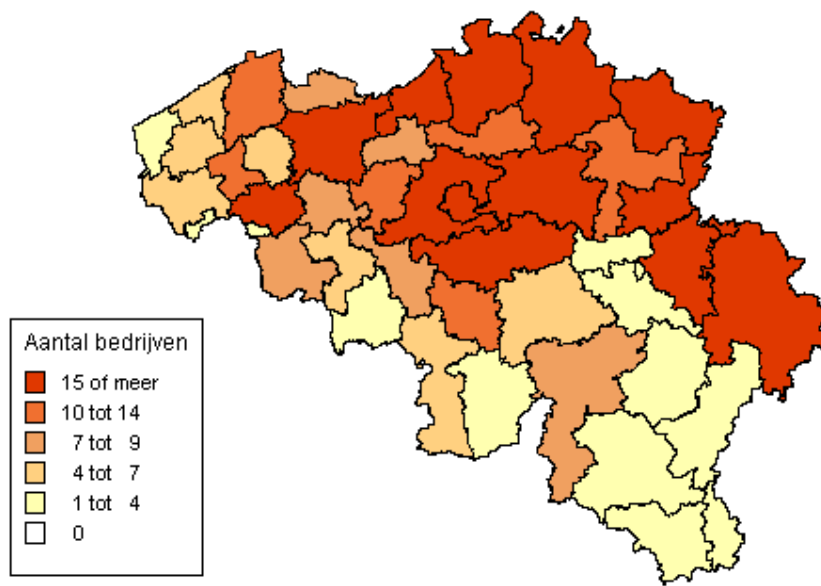 Aantal bedrijven
15 of meer
10 tot 14
7 tot 9
4 tot 7
1 tot 4
0